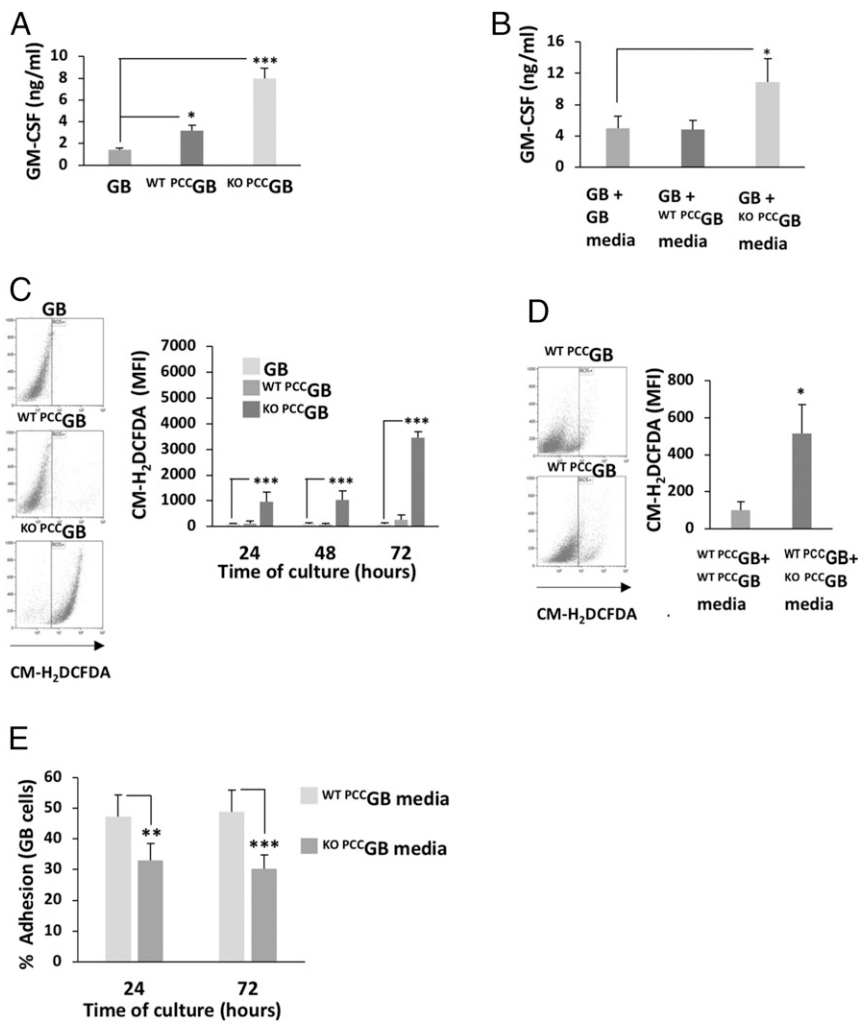 A
GM-CSF (ng/ml)
10
8
6
4
2
0
*
***
GB
WT PCCGB
KO PCCGB
B
GM-CSF (ng/ml)
16
12
8
4
0
*
GB +
GB
media
GB +
WT PCCGB
media
GB +
KO PCCGB
media
C
GB
ROS+
WT PCCGB
ROS+
KO PCCGB
ROS+
CM-H₂DCFDA
CM-H₂DCFDA (MFI)
7000
6000
5000
4000
3000
2000
1000
0
GB
WT PCCGB
KO PCCGB
***
***
***
24
48
72
Time of culture (hours)
D
WT PCCGB
ROS+
WT PCCGB
ROS+
CM-H₂DCFDA
CM-H₂DCFDA (MFI)
800
600
400
200
0
*
WT PCCGB+
WT PCCGB
media
WT PCCGB+
KO PCCGB
media
E
% Adhesion (GB cells)
60
50
40
30
20
10
0
**
***
24
72
Time of culture (hours)
WT PCCGB media
KO PCCGB media